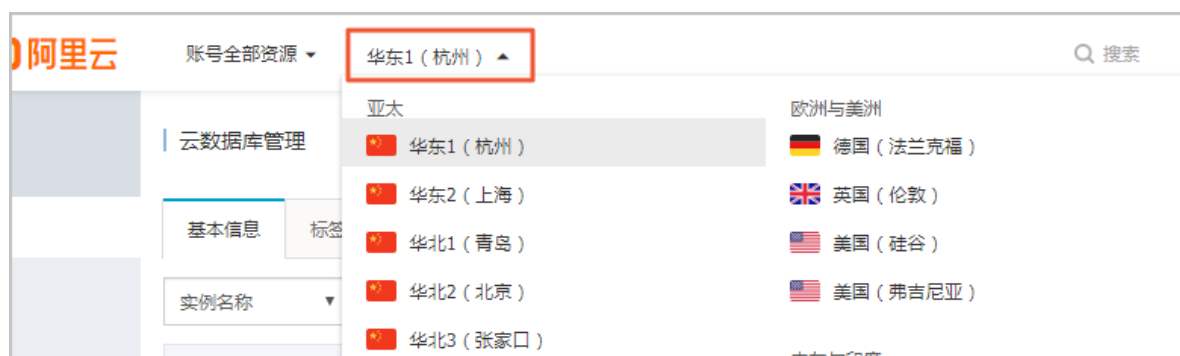 阿里云
账号全部资源
华东1 ( 杭州 )
搜索
云数据库管理
基本信息
标签
实例名称
亚太
华东1 ( 杭州 )
华东2 ( 上海 )
华北1 ( 青岛 )
华北2 ( 北京 )
华北3 ( 张家口 )
欧洲与美洲
德国 ( 法兰克福 )
英国 ( 伦敦 )
美国 ( 硅谷 )
美国 ( 弗吉尼亚 )